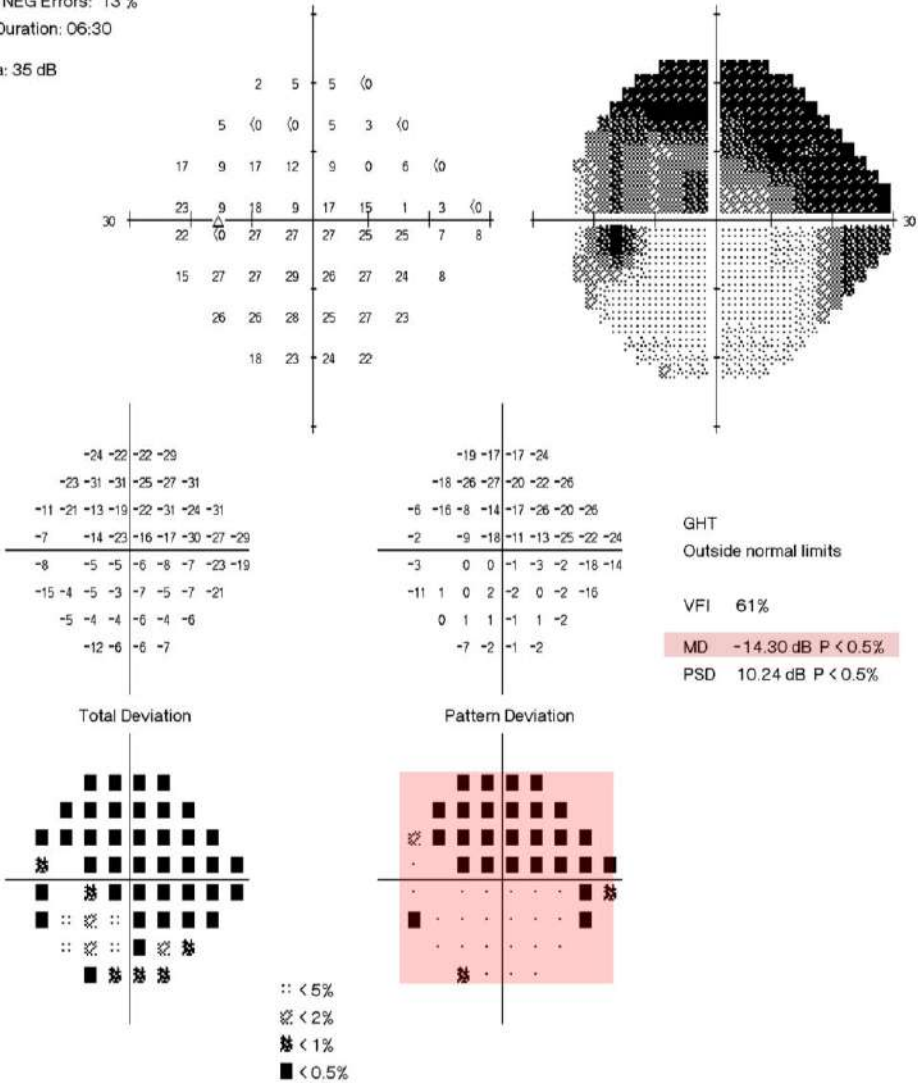 NEG Errors: 13 %
Duration: 06:30
a: 35 dB
2 5 5 <0
5 <0 <0 5 3 <0
17 9 17 12 9 0 6 <0
23 9 18 9 17 15 1 3 <0
30 30
22 <0 27 27 27 25 25 7 8
15 27 27 29 26 27 24 8
26 26 28 25 27 23
18 23 24 22
-24 -22 -22 -29
-23 -31 -31 -25 -27 -31
-11 -21 -13 -19 -22 -31 -24 -31
-7 -14 -23 -16 -17 -30 -27 -29
-8 -5 -5 -6 -8 -7 -23 -19
-15 -4 -5 -3 -7 -5 -7 -21
-5 -4 -4 -6 -4 -6
-12 -6 -6 -7
-19 -17 -17 -24
-18 -26 -27 -20 -22 -26
-6 -16 -8 -14 -17 -26 -20 -26
-2 -9 -18 -11 -13 -25 -22 -24
-3 0 0 -1 -3 -2 -18 -14
-11 1 0 2 -2 0 -2 -16
0 1 1 -1 1 -2
-7 -2 -1 -2
GHT
Outside normal limits
VFI 61%
MD -14.30 dB P < 0.5%
PSD 10.24 dB P < 0.5%
Total Deviation Pattern Deviation
< 5%
< 2%
< 1%
< 0.5%